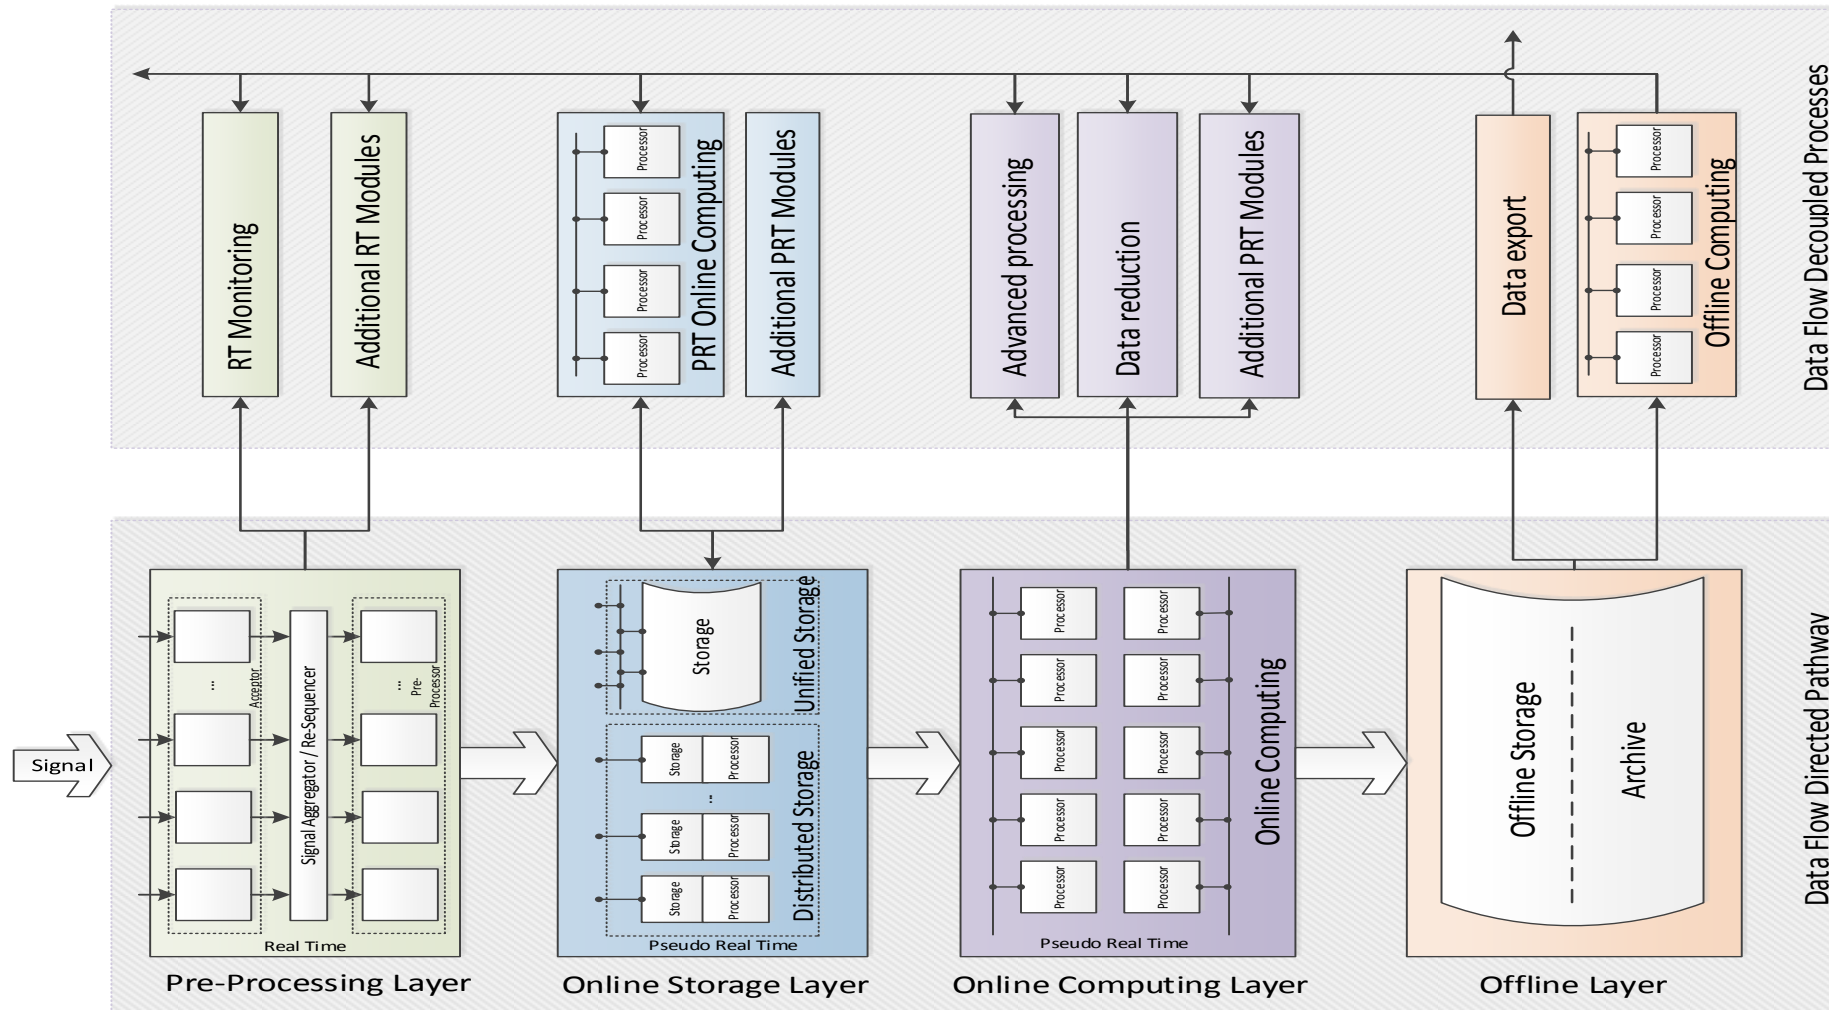 RT Monitoring
Additional RT Modules
Processor
Processor
Processor
Processor
PRT Online Computing
Additional PRT Modules
Advanced processing
Data reduction
Additional PRT Modules
Data export
Processor
Processor
Processor
Processor
Offline Computing
Data Flow Decoupled Processes
Signal
...
Acceptor
Signal Aggregator / Re-Sequencer
...
Pre-
Processor
Real Time
Pre-Processing Layer
Storage
Unified Storage
Storage
Processor
..
Storage
Processor
Storage
Processor
Distributed Storage
Pseudo Real Time
Online Storage Layer
Processor
Processor
Processor
Processor
Processor
Processor
Processor
Processor
Processor
Processor
Online Computing
Pseudo Real Time
Online Computing Layer
Offline Storage
Archive
Offline Layer
Data Flow Directed Pathway